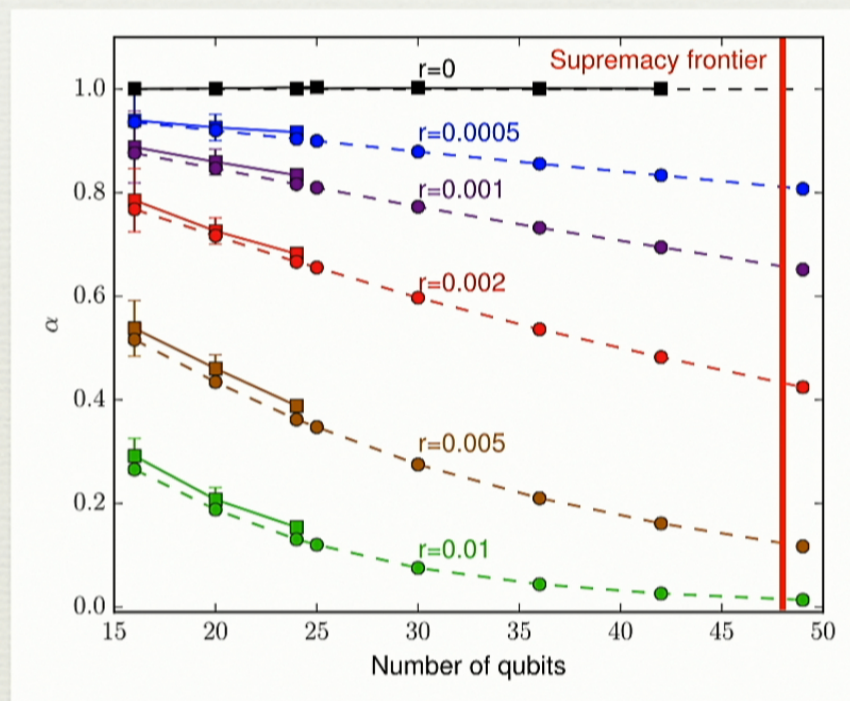 Supremacy frontier
r=0
r=0.0005
r=0.001
r=0.002
r=0.005
r=0.01
1.0
0.8
0.6
0.4
0.2
0.0
α
15 20 25 30 35 40 45 50
Number of qubits